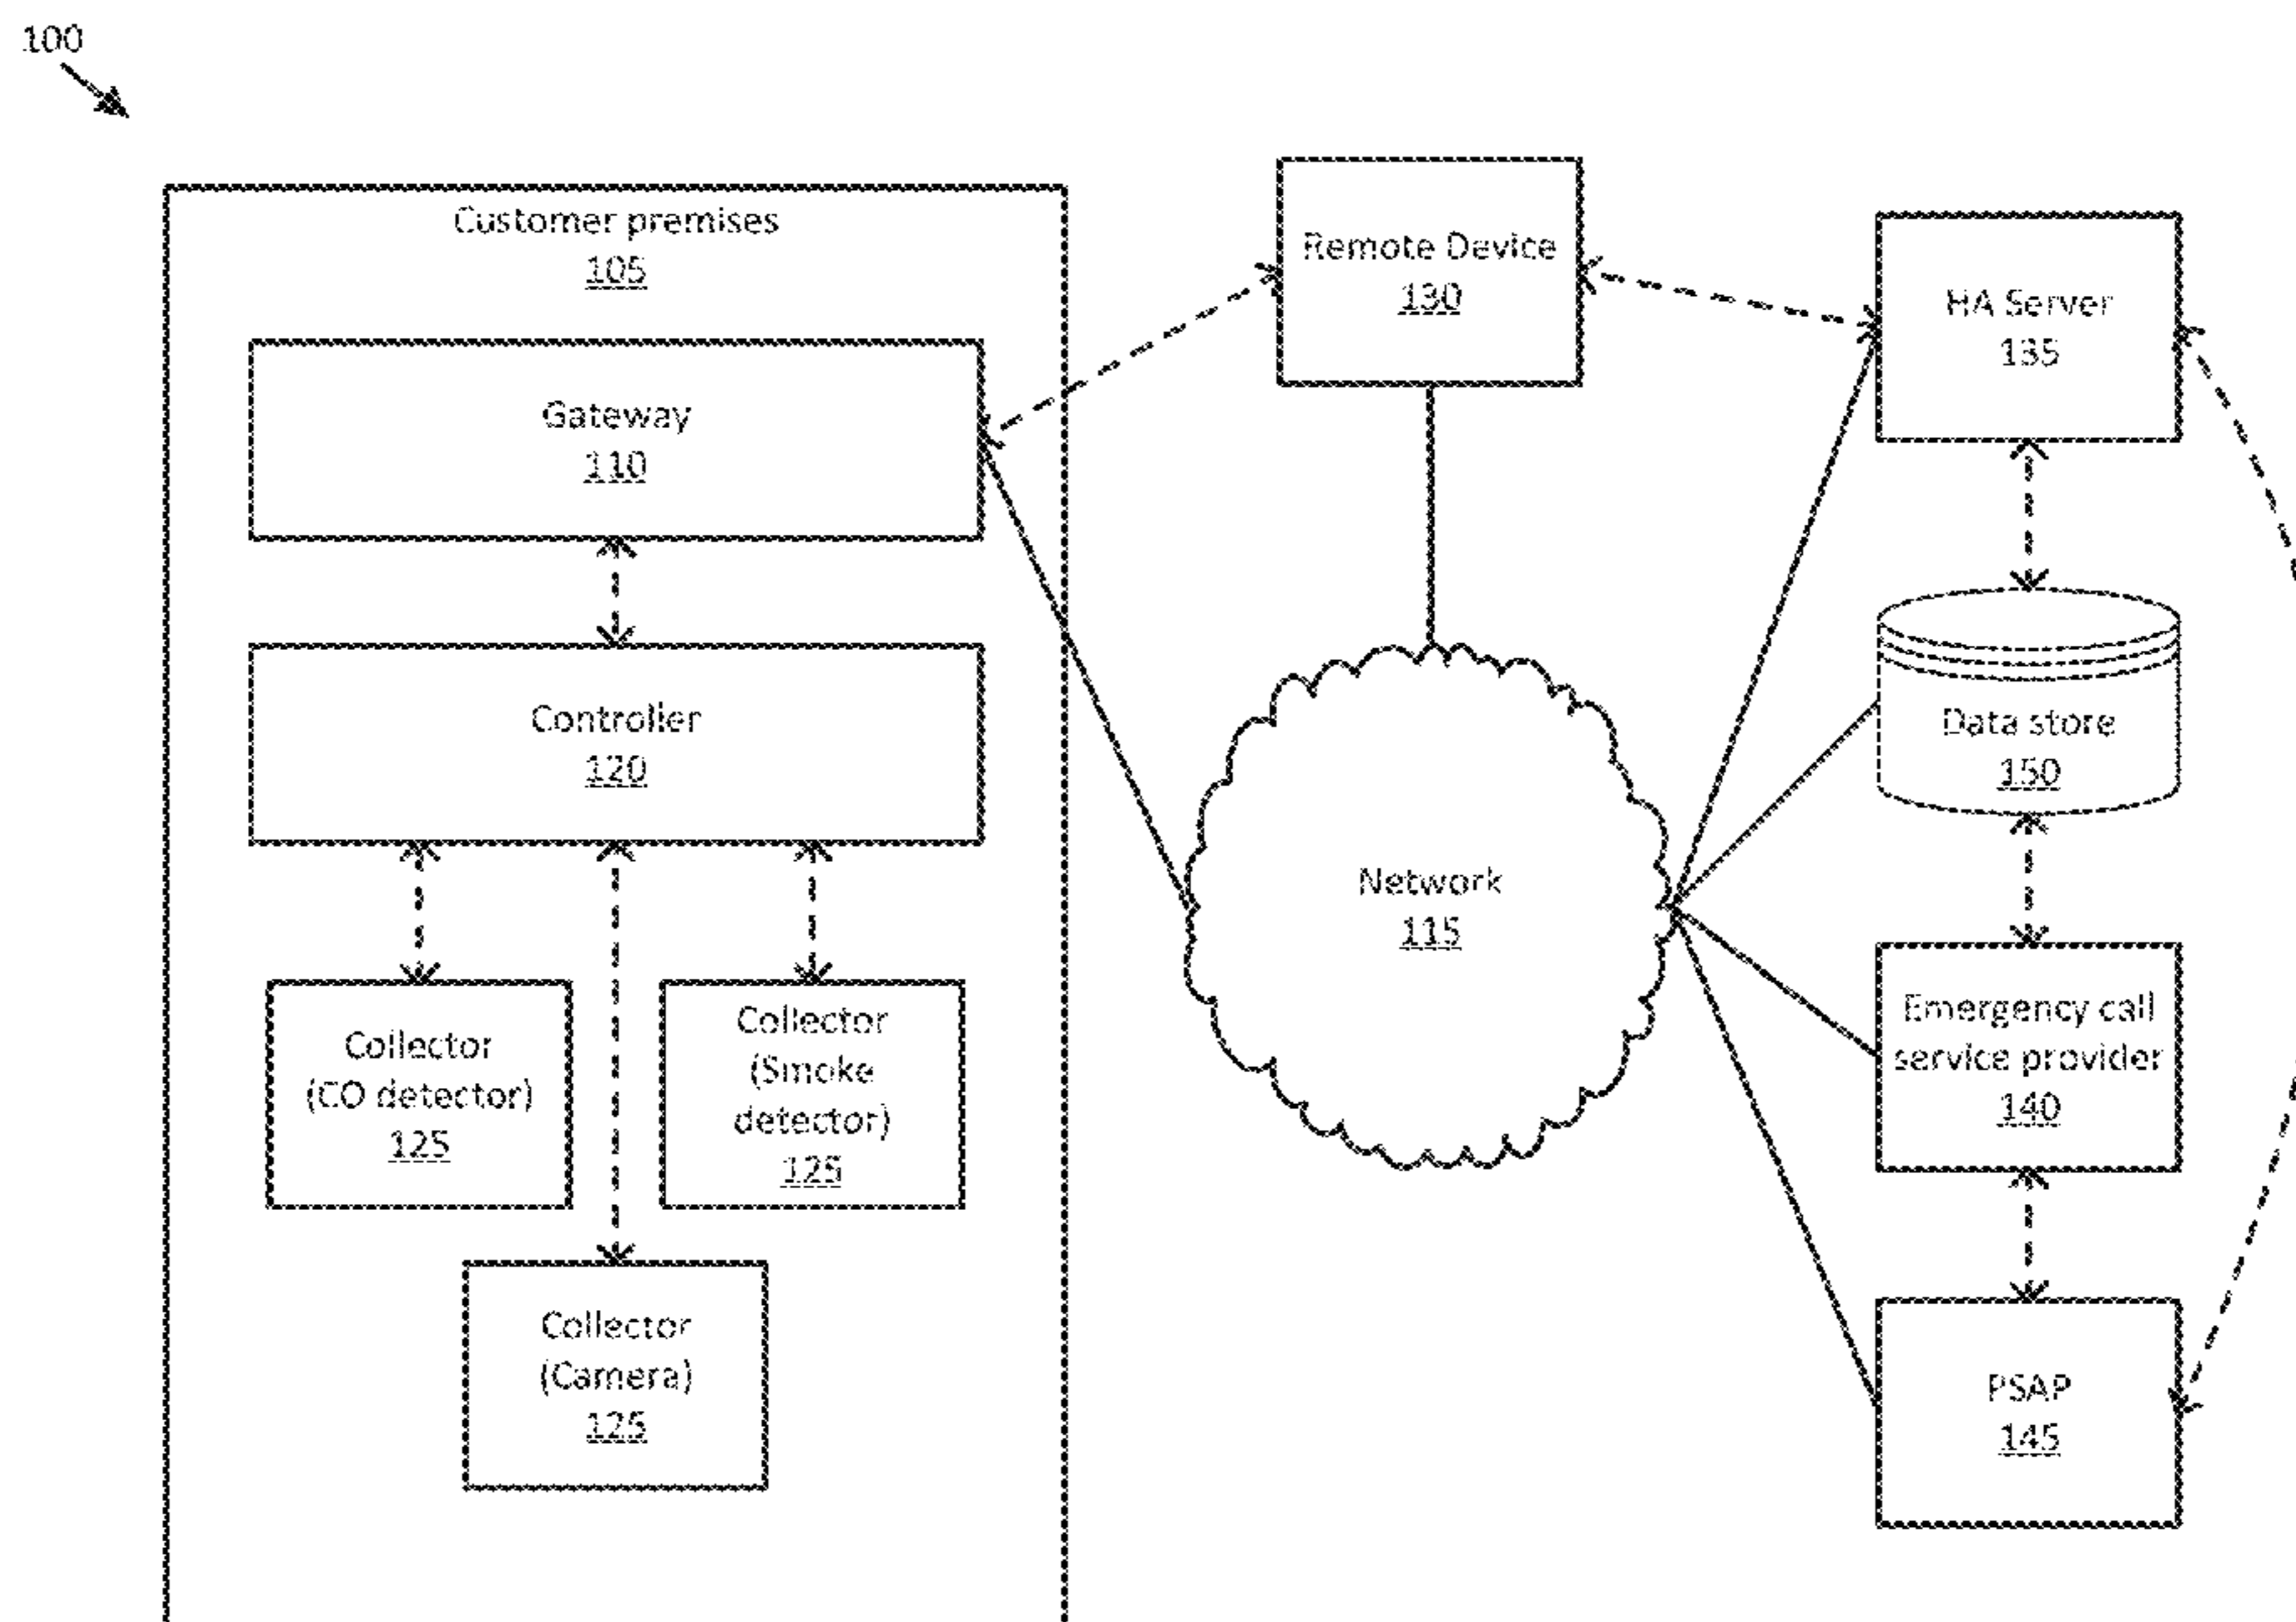 100
Customer premises
105
Gateway
110
Controller
120
Collector
(CO detector)
125
Collector
(Smoke
detector)
125
Collector
(Camera)
125
Remote Device
130
Network
115
HA Server
135
Data store
150
Emergency call
service provider
140
PSAP
145